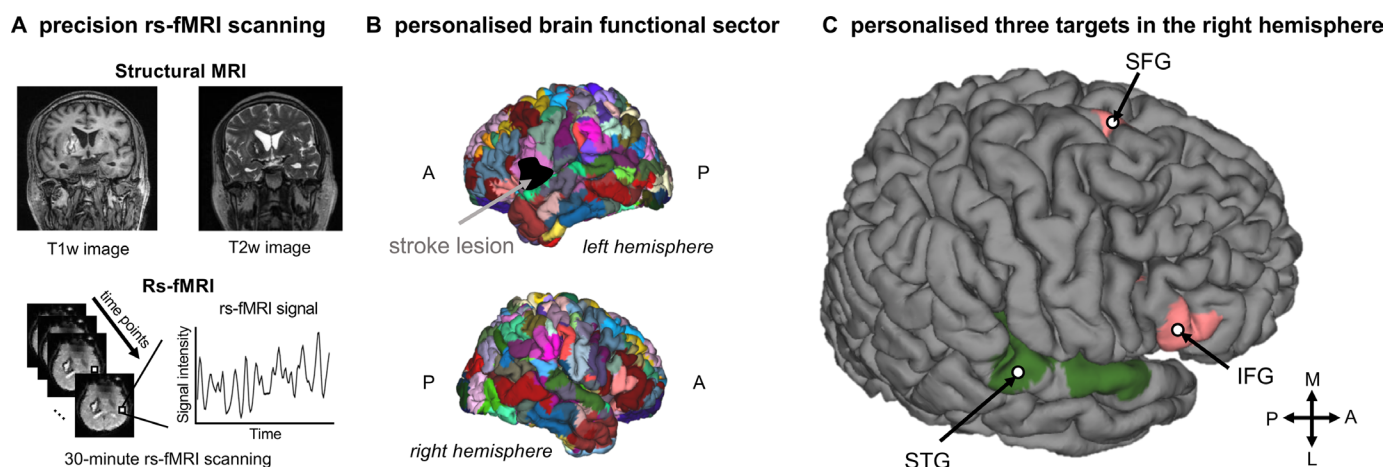 A precision rs-fMRI scanning
Structural MRI
T1w image
T2w image
Rs-fMRI
time points
rs-fMRI signal
Signal intensity
Time
...
30-minute rs-fMRI scanning
B personalised brain functional sector
A
P
stroke lesion
left hemisphere
P
A
right hemisphere
C personalised three targets in the right hemisphere
SFG
IFG
STG
M
P
A
L